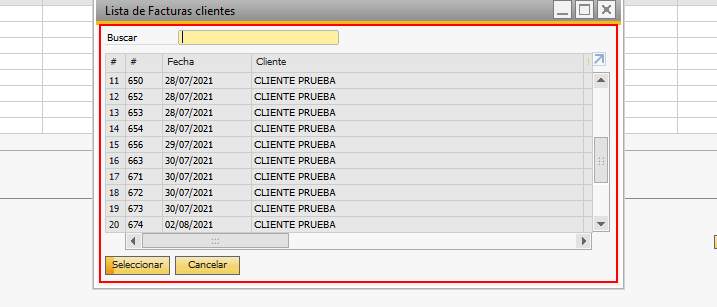 Lista de Facturas clientes
Buscar
# # Fecha Cliente
11 650 28/07/2021 CLIENTE PRUEBA
12 652 28/07/2021 CLIENTE PRUEBA
13 653 28/07/2021 CLIENTE PRUEBA
14 654 28/07/2021 CLIENTE PRUEBA
15 656 29/07/2021 CLIENTE PRUEBA
16 663 30/07/2021 CLIENTE PRUEBA
17 671 30/07/2021 CLIENTE PRUEBA
18 672 30/07/2021 CLIENTE PRUEBA
19 673 30/07/2021 CLIENTE PRUEBA
20 674 02/08/2021 CLIENTE PRUEBA
Seleccionar Cancelar